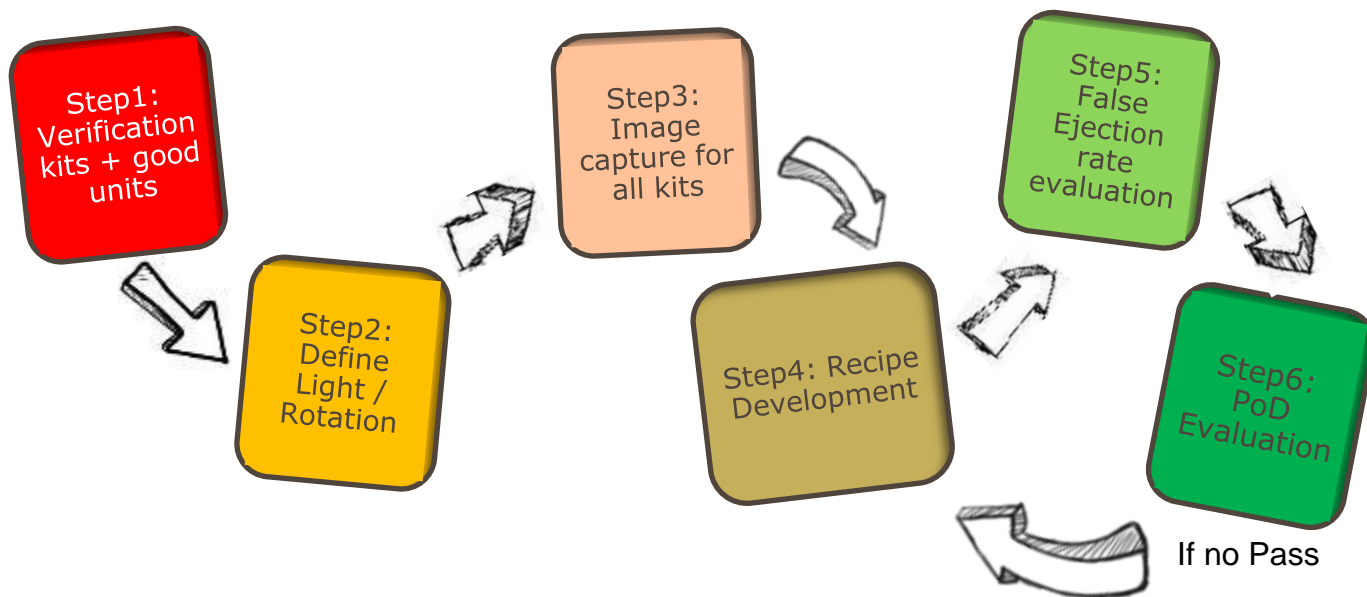 Step1:
Verification
kits + good
units
Step2:
Define
Light /
Rotation
Step3:
Image
capture for
all kits
Step4: Recipe
Development
Step5:
False
Ejection
rate
evaluation
Step6:
PoD
Evaluation
If no Pass